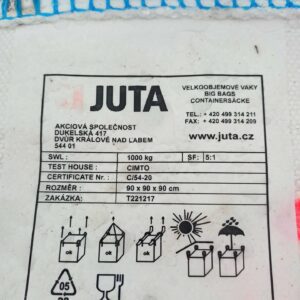 JUTA
AKCIOVÁ SPOLEČNOST
DUKELSKÁ 417
DVŮR KRÁLOVÉ NAD LABEM
544 01
VELKOOBJEMOVÉ VAKY
BIG BAGS
CONTAINERSÄCKE
TEL.: + 420 499 314 211
FAX: + 420 499 314 209
www.juta.cz
SWL : 1000 kg SF: 5:1
TEST HOUSE : CIMTO
CERTIFICATE Nr.: C/54-20
ROZMĚR : 90 x 90 x 90 cm
ZAKÁZKA: T221217
ok
ok
05